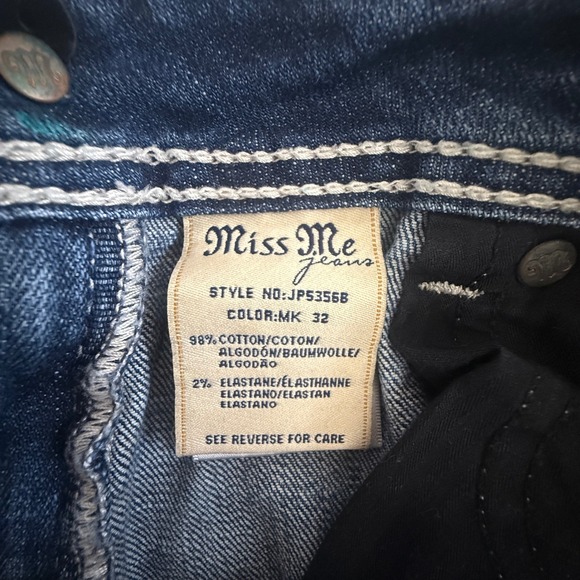 Miss Me
jeans
STYLE NO:JP5356B
COLOR:MK 32
98% COTTON/COTON/
ALGODÓN/BAUMWOLLE/
ALGODÃO
2% ELASTANE/ÉLASTHANNE
ELASTANO/ELASTAN
ELASTANO
SEE REVERSE FOR CARE